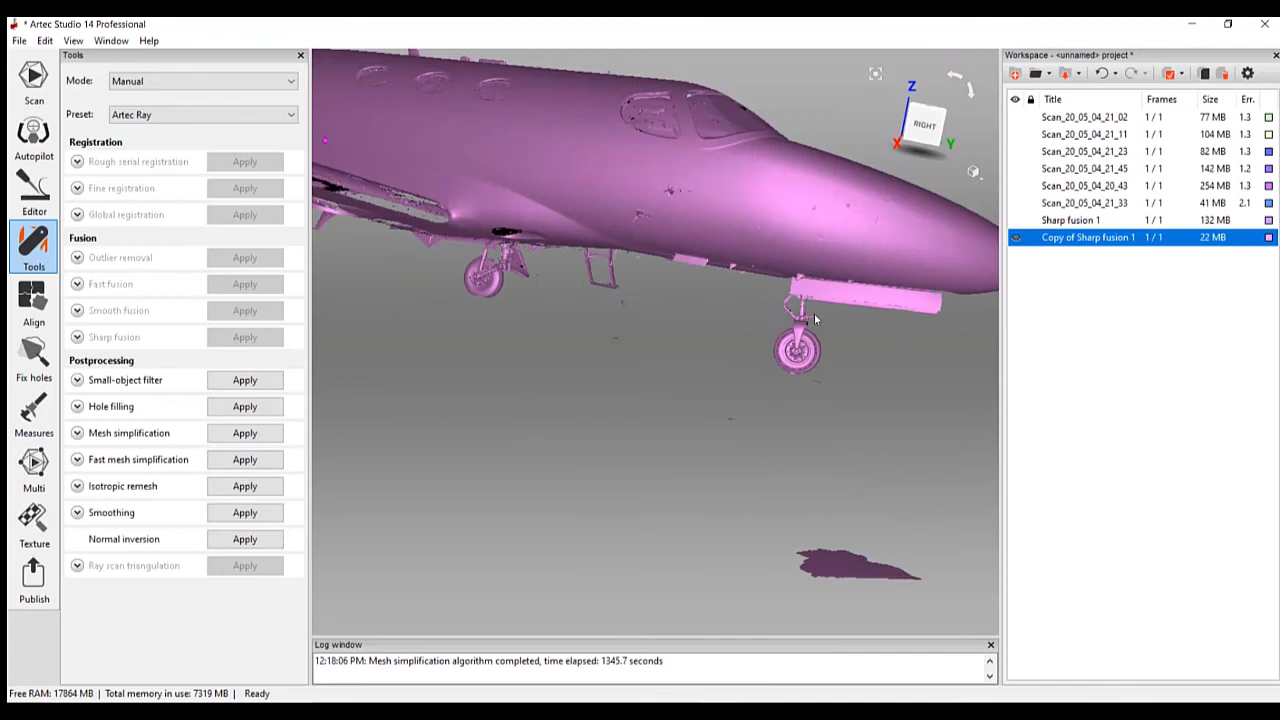 * Artec Studio 14 Professional
File Edit View Window Help
Tools
Scan
Autopilot
Editor
Tools
Align
Fix holes
Measures
Multi
Texture
Publish
Mode: Manual
Preset: Artec Ray
Registration
Rough serial registration Apply
Fine registration Apply
Global registration Apply
Fusion
Outlier removal Apply
Fast fusion Apply
Smooth fusion Apply
Sharp fusion Apply
Postprocessing
Small-object filter Apply
Hole filling Apply
Mesh simplification Apply
Fast mesh simplification Apply
Isotropic remesh Apply
Smoothing Apply
Normal inversion Apply
Ray scan triangulation Apply
Z
RIGHT
X Y
Log window
12:18:06 PM: Mesh simplification algorithm completed, time elapsed: 1345.7 seconds
Workspace - <unnamed> project *
Title Frames Size Err.
Scan_20_05_04_21_02 1 / 1 77 MB 1.3
Scan_20_05_04_21_11 1 / 1 104 MB 1.3
Scan_20_05_04_21_23 1 / 1 82 MB 1.3
Scan_20_05_04_21_45 1 / 1 142 MB 1.2
Scan_20_05_04_20_43 1 / 1 254 MB 1.3
Scan_20_05_04_21_33 1 / 1 41 MB 2.1
Sharp fusion 1 1 / 1 132 MB
Copy of Sharp fusion 1 1 / 1 22 MB
Free RAM: 17864 MB | Total memory in use: 7319 MB | Ready